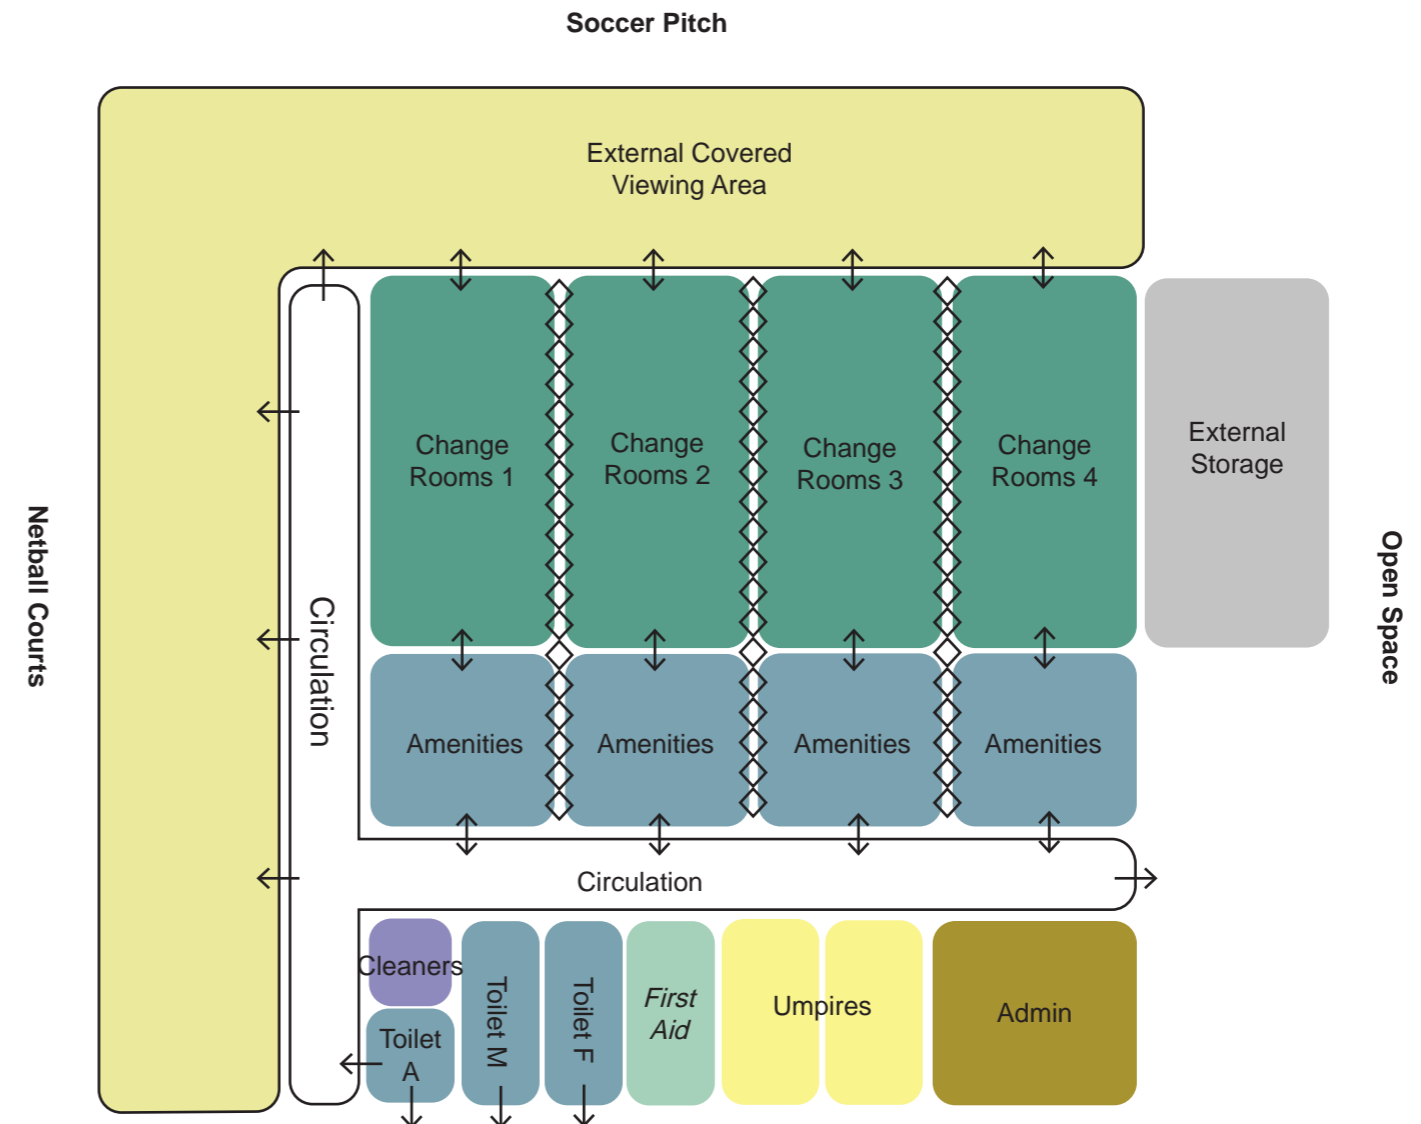 Soccer Pitch
External Covered
Viewing Area
Change
Rooms 1
Change
Rooms 2
Change
Rooms 3
Change
Rooms 4
External
Storage
Netball Courts
Open Space
Circulation
Amenities
Amenities
Amenities
Amenities
Circulation
Cleaners
Toilet
A
Toilet M
Toilet F
First
Aid
Umpires
Admin